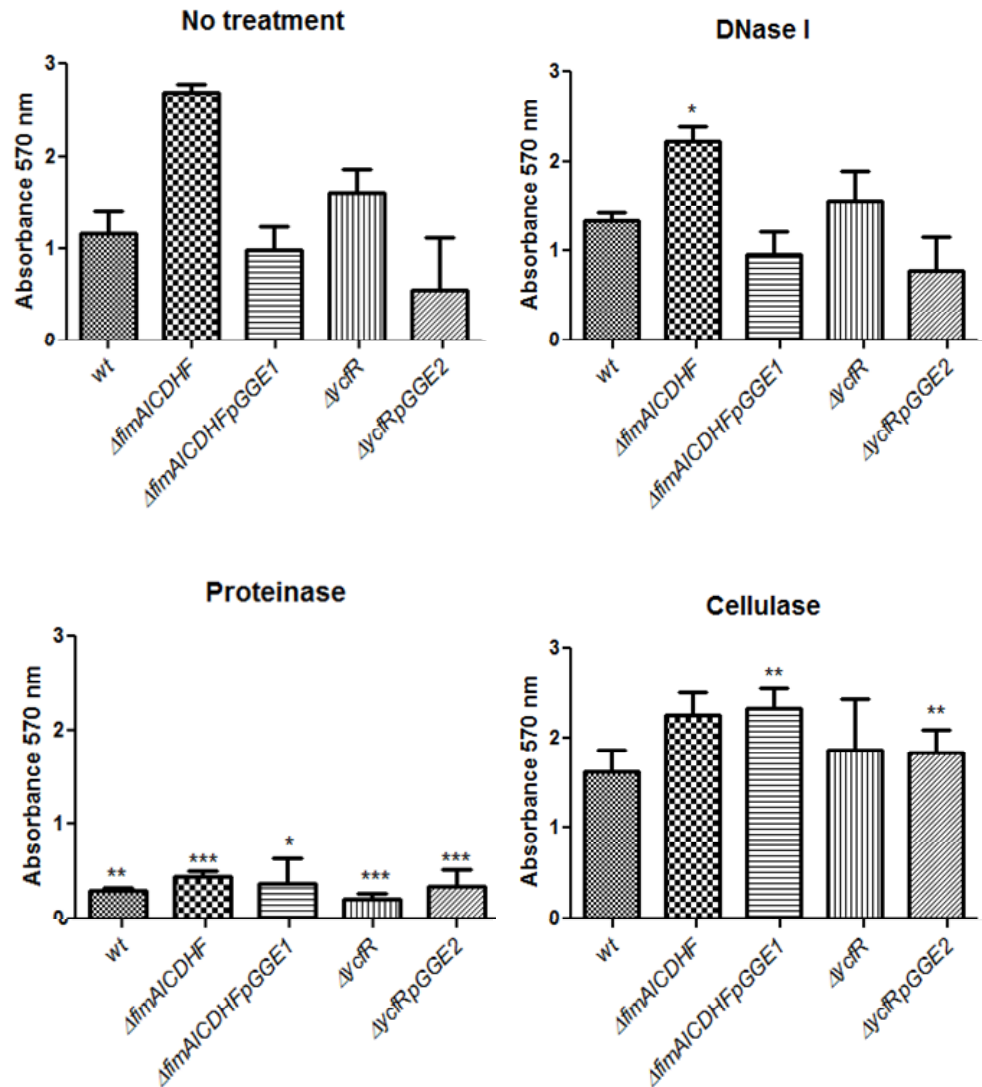 No treatment
Absorbance 570 nm
3
2
1
0
wt
ΔfimAICDHF
ΔfimAICDHFpGGE1
ΔycfR
ΔycfRpGGE2
DNase I
Absorbance 570 nm
3
2
1
0
*
wt
ΔfimAICDHF
ΔfimAICDHFpGGE1
ΔycfR
ΔycfRpGGE2
Proteinase
Absorbance 570 nm
3
2
1
0
**
***
*
***
***
wt
ΔfimAICDHF
ΔfimAICDHFpGGE1
ΔycfR
ΔycfRpGGE2
Cellulase
Absorbance 570 nm
3
2
1
0
**
**
wt
ΔfimAICDHF
ΔfimAICDHFpGGE1
ΔycfR
ΔycfRpGGE2